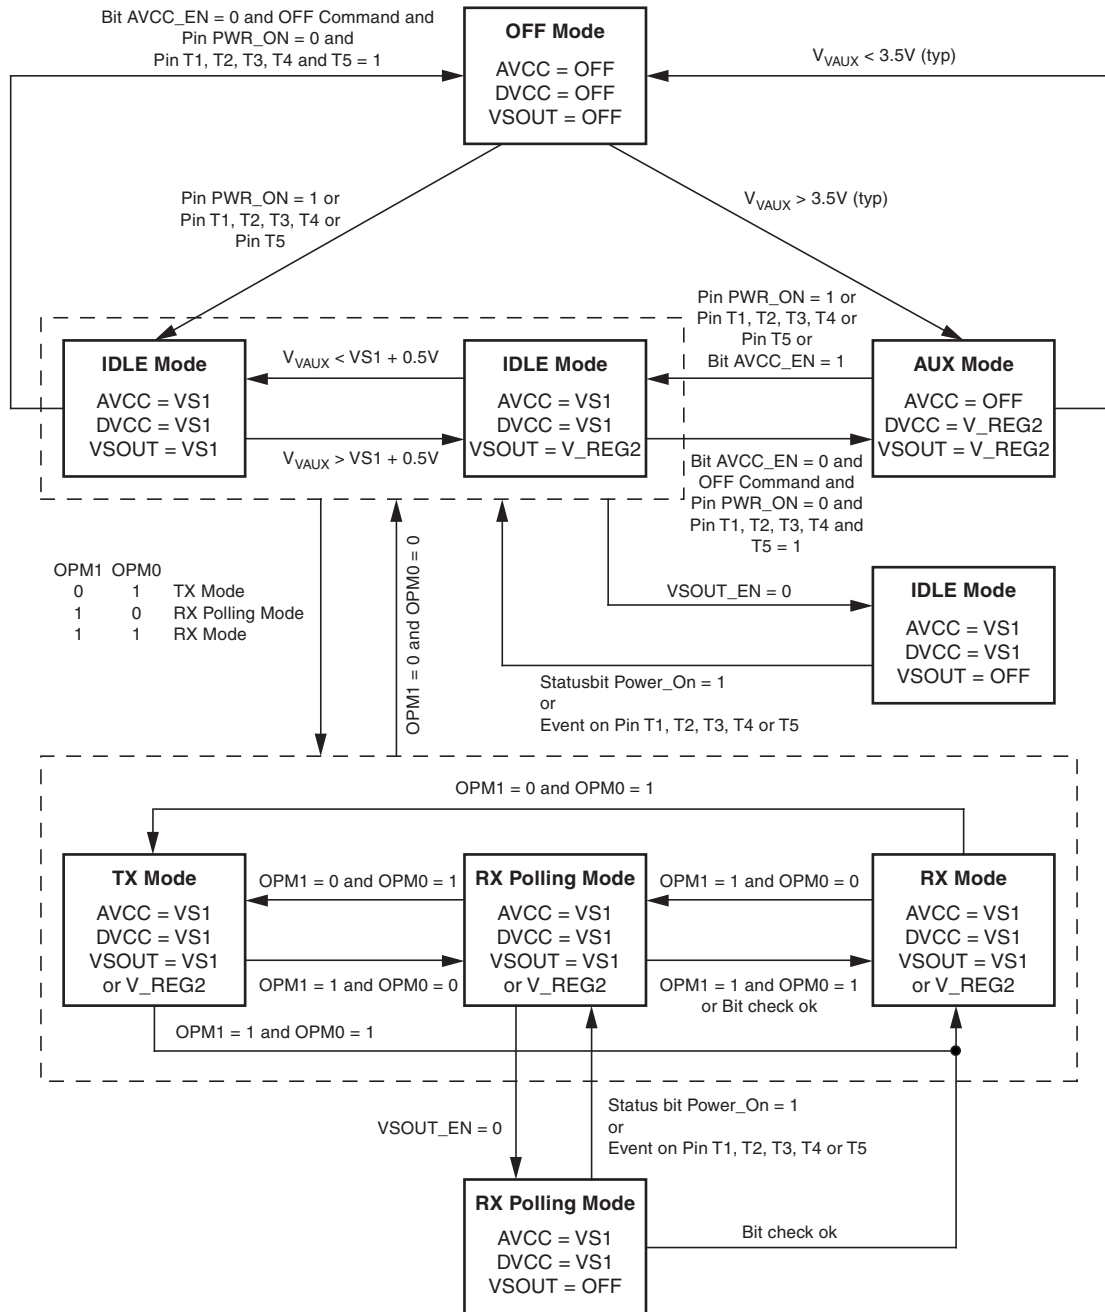 Bit AVCC_EN = 0 and OFF Command and
Pin PWR_ON = 0 and
Pin T1, T2, T3, T4 and T5 = 1
OFF Mode
AVCC = OFF
DVCC = OFF
VSOUT = OFF
VVAUX < 3.5V (typ)
Pin PWR_ON = 1 or
Pin T1, T2, T3, T4 or
Pin T5
VVAUX > 3.5V (typ)
IDLE Mode
AVCC = VS1
DVCC = VS1
VSOUT = VS1
VVAUX < VS1 + 0.5V
VVAUX > VS1 + 0.5V
IDLE Mode
AVCC = VS1
DVCC = VS1
VSOUT = V_REG2
Pin PWR_ON = 1 or
Pin T1, T2, T3, T4 or
Pin T5 or
Bit AVCC_EN = 1
AUX Mode
AVCC = OFF
DVCC = V_REG2
VSOUT = V_REG2
Bit AVCC_EN = 0 and
OFF Command and
Pin PWR_ON = 0 and
Pin T1, T2, T3, T4 and
T5 = 1
OPM1 OPM0
0 1 TX Mode
1 0 RX Polling Mode
1 1 RX Mode
OPM1 = 0 and OPM0 = 0
VSOUT_EN = 0
IDLE Mode
AVCC = VS1
DVCC = VS1
VSOUT = OFF
Statusbit Power_On = 1
or
Event on Pin T1, T2, T3, T4 or T5
OPM1 = 0 and OPM0 = 1
TX Mode
AVCC = VS1
DVCC = VS1
VSOUT = VS1
or V_REG2
OPM1 = 0 and OPM0 = 1
OPM1 = 1 and OPM0 = 0
RX Polling Mode
AVCC = VS1
DVCC = VS1
VSOUT = VS1
or V_REG2
OPM1 = 1 and OPM0 = 0
OPM1 = 1 and OPM0 = 1
or Bit check ok
RX Mode
AVCC = VS1
DVCC = VS1
VSOUT = VS1
or V_REG2
OPM1 = 1 and OPM0 = 1
VSOUT_EN = 0
Status bit Power_On = 1
or
Event on Pin T1, T2, T3, T4 or T5
RX Polling Mode
AVCC = VS1
DVCC = VS1
VSOUT = OFF
Bit check ok